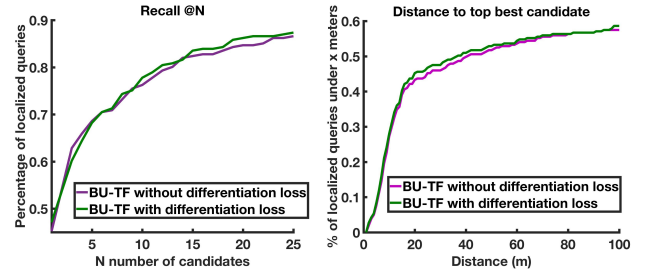 Recall @N
Percentage of localized queries
0.9
0.8
0.7
0.6
0.5
BU-TF without differentiation loss
BU-TF with differentiation loss
5 10 15 20 25
N number of candidates
Distance to top best candidate
% of localized queries under x meters
0.6
0.5
0.4
0.3
0.2
0.1
0
BU-TF without differentiation loss
BU-TF with differentiation loss
0 20 40 60 80 100
Distance (m)